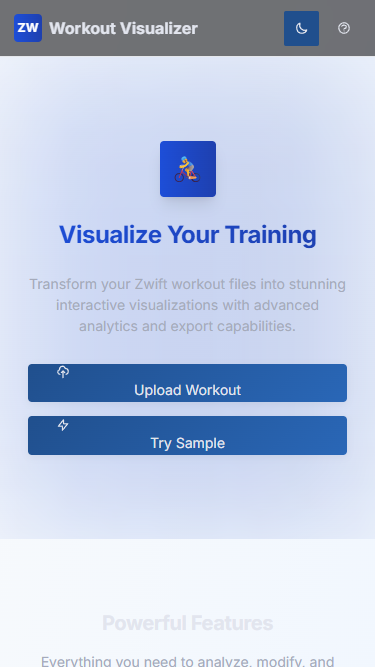 ZW Workout Visualizer
Visualize Your Training
Transform your Zwift workout files into stunning
interactive visualizations with advanced
analytics and export capabilities.
Upload Workout
Try Sample
Powerful Features
Everything you need to analyze, modify, and